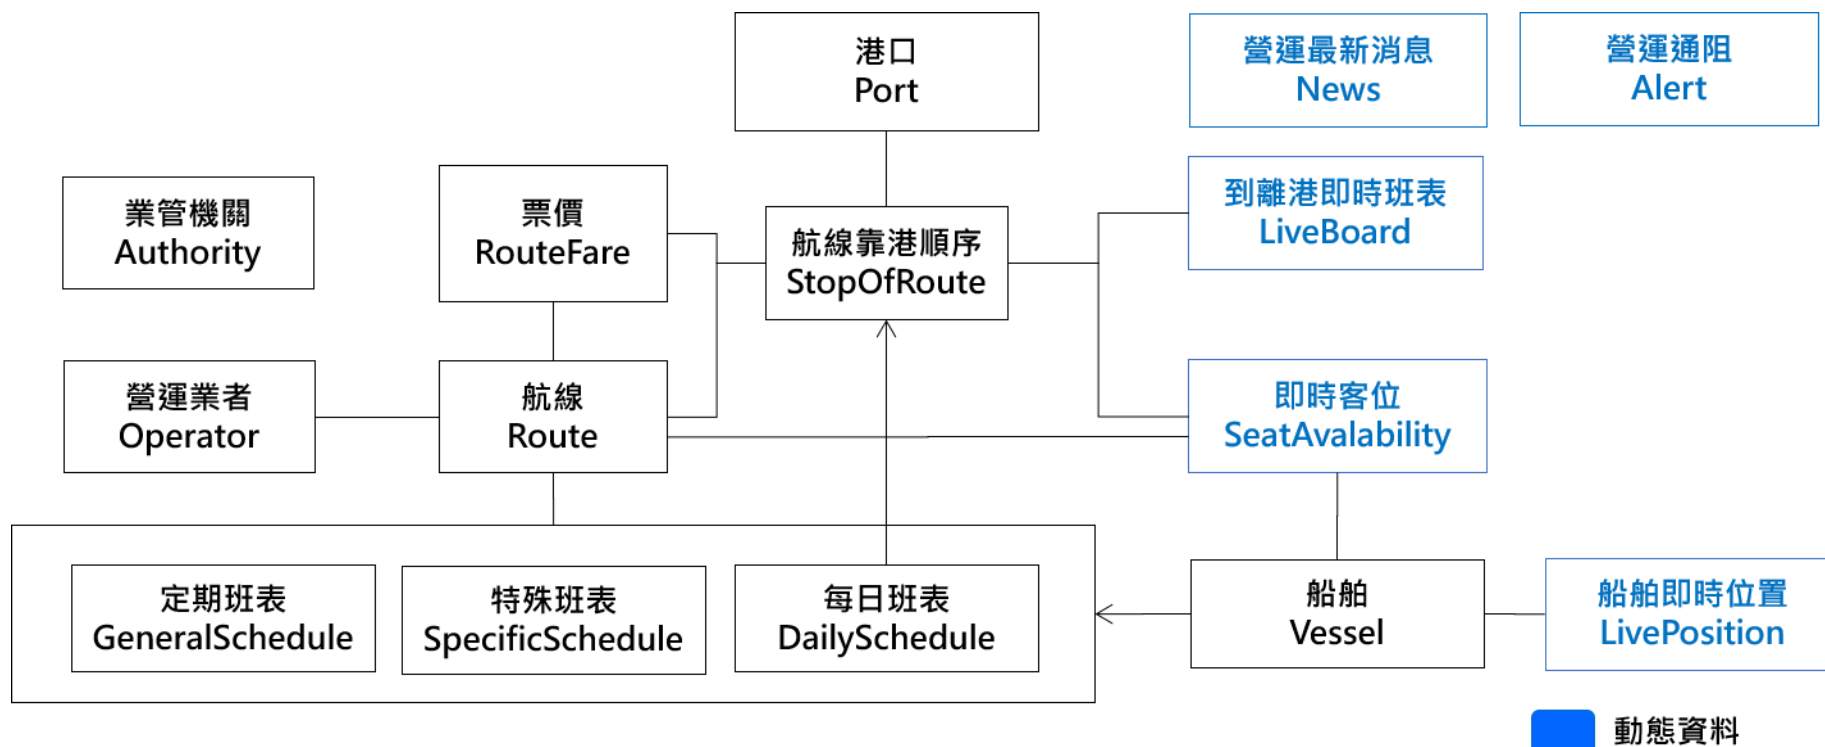 港口
Port
營運最新消息
News
營運通阻
Alert
業管機關
Authority
票價
RouteFare
航線靠港順序
StopOfRoute
到離港即時班表
LiveBoard
營運業者
Operator
航線
Route
即時客位
SeatAvalability
定期班表
GeneralSchedule
特殊班表
SpecificSchedule
每日班表
DailySchedule
船舶
Vessel
船舶即時位置
LivePosition
動態資料